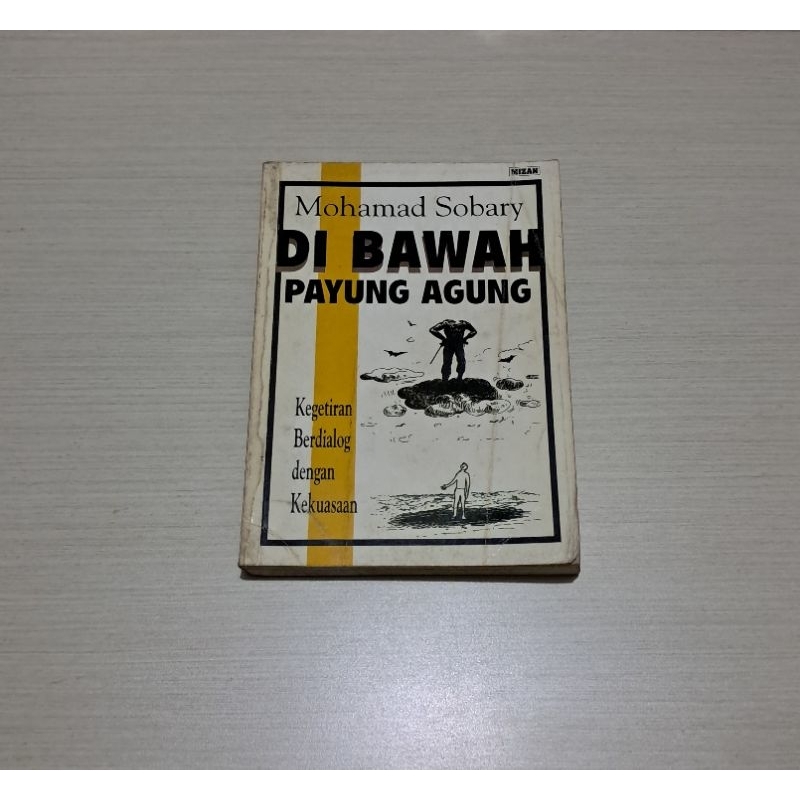 MIZAN
Mohamad Sobary
DI BAWAH
PAYUNG AGUNG
Kegetiran
Berdialog
dengan
Kekuasaan